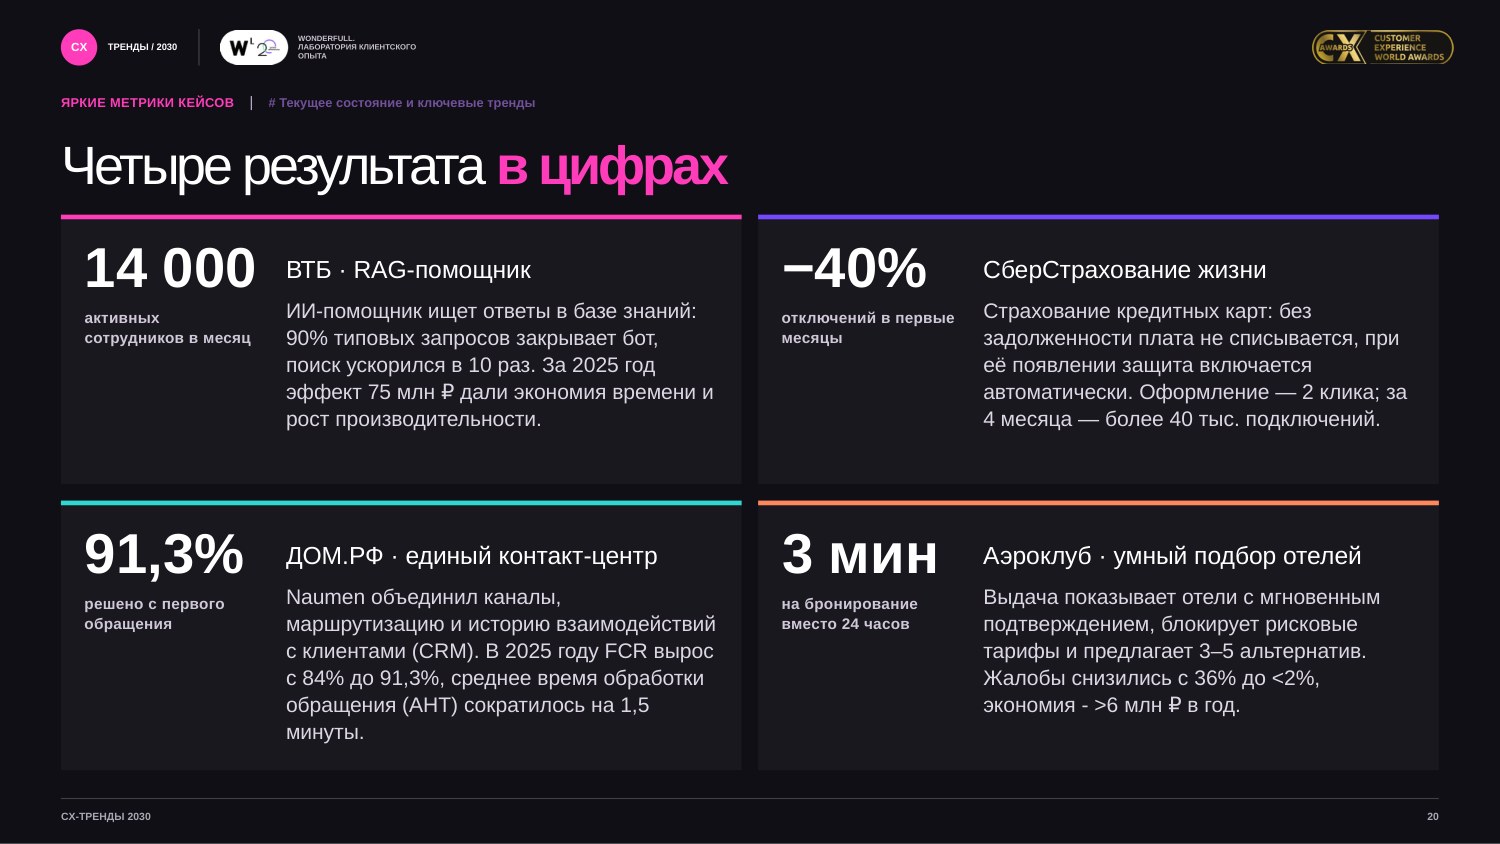 CX
ТРЕНДЫ / 2030
WONDERFULL.
ЛАБОРАТОРИЯ КЛИЕНТСКОГО
ОПЫТА
AWARDS
CX
CUSTOMER
EXPERIENCE
WORLD AWARDS
ЯРКИЕ МЕТРИКИ КЕЙСОВ | # Текущее состояние и ключевые тренды
Четыре результата в цифрах
14 000
активных
сотрудников в месяц
ВТБ · RAG-помощник
ИИ-помощник ищет ответы в базе знаний:
90% типовых запросов закрывает бот,
поиск ускорился в 10 раз. За 2025 год
эффект 75 млн ₽ дали экономия времени и
рост производительности.
−40%
отключений в первые
месяцы
СберСтрахование жизни
Страхование кредитных карт: без
задолженности плата не списывается, при
её появлении защита включается
автоматически. Оформление — 2 клика; за
4 месяца — более 40 тыс. подключений.
91,3%
решено с первого
обращения
ДОМ.РФ · единый контакт-центр
Naumen объединил каналы,
маршрутизацию и историю взаимодействий
с клиентами (CRM). В 2025 году FCR вырос
с 84% до 91,3%, среднее время обработки
обращения (AHT) сократилось на 1,5
минуты.
3 мин
на бронирование
вместо 24 часов
Аэроклуб · умный подбор отелей
Выдача показывает отели с мгновенным
подтверждением, блокирует рисковые
тарифы и предлагает 3–5 альтернатив.
Жалобы снизились с 36% до <2%,
экономия - >6 млн ₽ в год.
CX-ТРЕНДЫ 2030
20